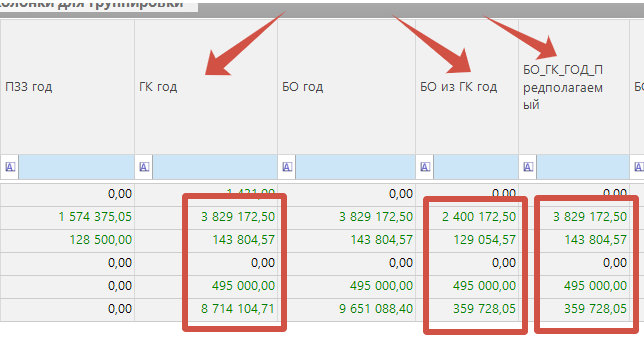 олонки для группировки
ПЗЗ год ГК год БО год БО из ГК год БО_ГК_ГОД_П
редполагаем
ый
БО
A A A A A A
0,00 1 431,00 0,00 0,00 0,00
1 574 375,05 3 829 172,50 3 829 172,50 2 400 172,50 3 829 172,50
128 500,00 143 804,57 143 804,57 129 054,57 143 804,57
0,00 0,00 0,00 0,00 0,00
0,00 495 000,00 495 000,00 495 000,00 495 000,00
0,00 8 714 104,71 9 651 088,40 359 728,05 359 728,05